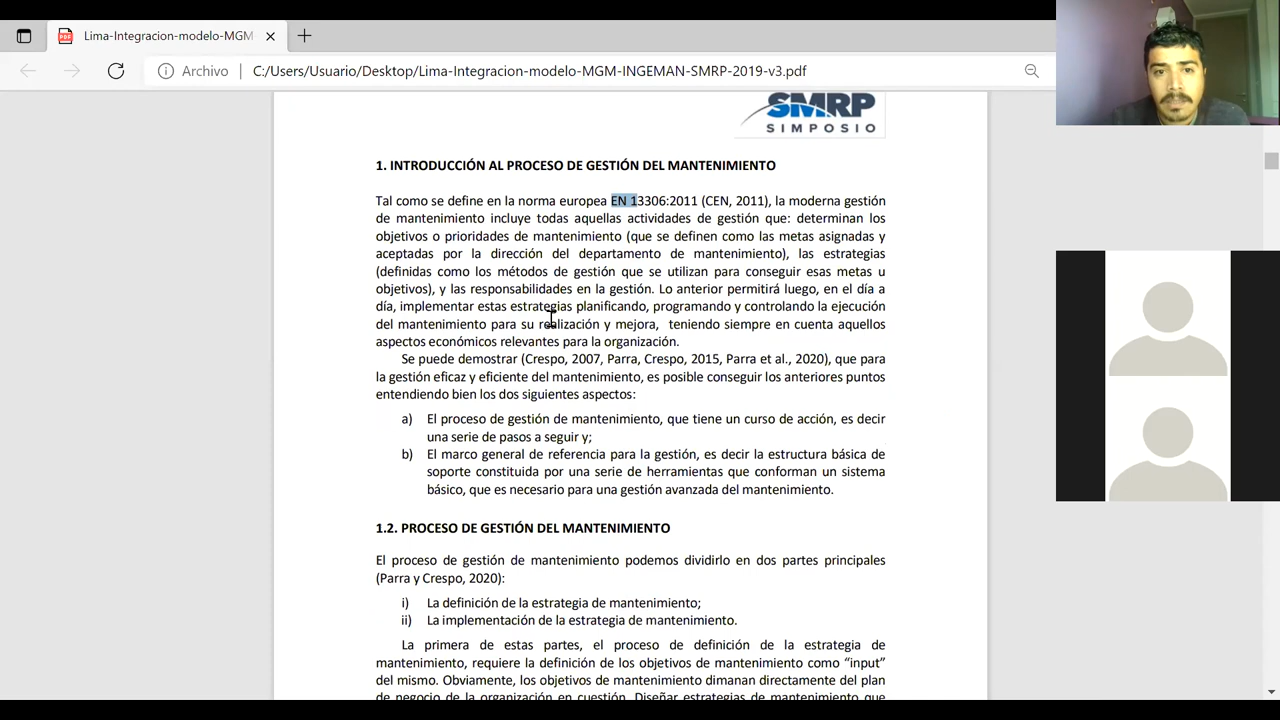 Lima-Integracion-modelo-MGM
Archivo
C:/Users/Usuario/Desktop/Lima-Integracion-modelo-MGM-INGEMAN-SMRP-2019-v3.pdf
SMRP
SIMPOSIO
1. INTRODUCCIÓN AL PROCESO DE GESTIÓN DEL MANTENIMIENTO
Tal como se define en la norma europea EN 13306:2011 (CEN, 2011), la moderna gestión
de mantenimiento incluye todas aquellas actividades de gestión que: determinan los
objetivos o prioridades de mantenimiento (que se definen como las metas asignadas y
aceptadas por la dirección del departamento de mantenimiento), las estrategias
(definidas como los métodos de gestión que se utilizan para conseguir esas metas u
objetivos), y las responsabilidades en la gestión. Lo anterior permitirá luego, en el día a
día, implementar estas estrategias planificando, programando y controlando la ejecución
del mantenimiento para su realización y mejora, teniendo siempre en cuenta aquellos
aspectos económicos relevantes para la organización.
Se puede demostrar (Crespo, 2007, Parra, Crespo, 2015, Parra et al., 2020), que para
la gestión eficaz y eficiente del mantenimiento, es posible conseguir los anteriores puntos
entendiendo bien los dos siguientes aspectos:
a) El proceso de gestión de mantenimiento, que tiene un curso de acción, es decir
una serie de pasos a seguir y;
b) El marco general de referencia para la gestión, es decir la estructura básica de
soporte constituida por una serie de herramientas que conforman un sistema
básico, que es necesario para una gestión avanzada del mantenimiento.
1.2. PROCESO DE GESTIÓN DEL MANTENIMIENTO
El proceso de gestión de mantenimiento podemos dividirlo en dos partes principales
(Parra y Crespo, 2020):
i) La definición de la estrategia de mantenimiento;
ii) La implementación de la estrategia de mantenimiento.
La primera de estas partes, el proceso de definición de la estrategia de
mantenimiento, requiere la definición de los objetivos de mantenimiento como “input”
del mismo. Obviamente, los objetivos de mantenimiento dimanan directamente del plan
de negocio de la organización en cuestión. Diseñar estrategias de mantenimiento que